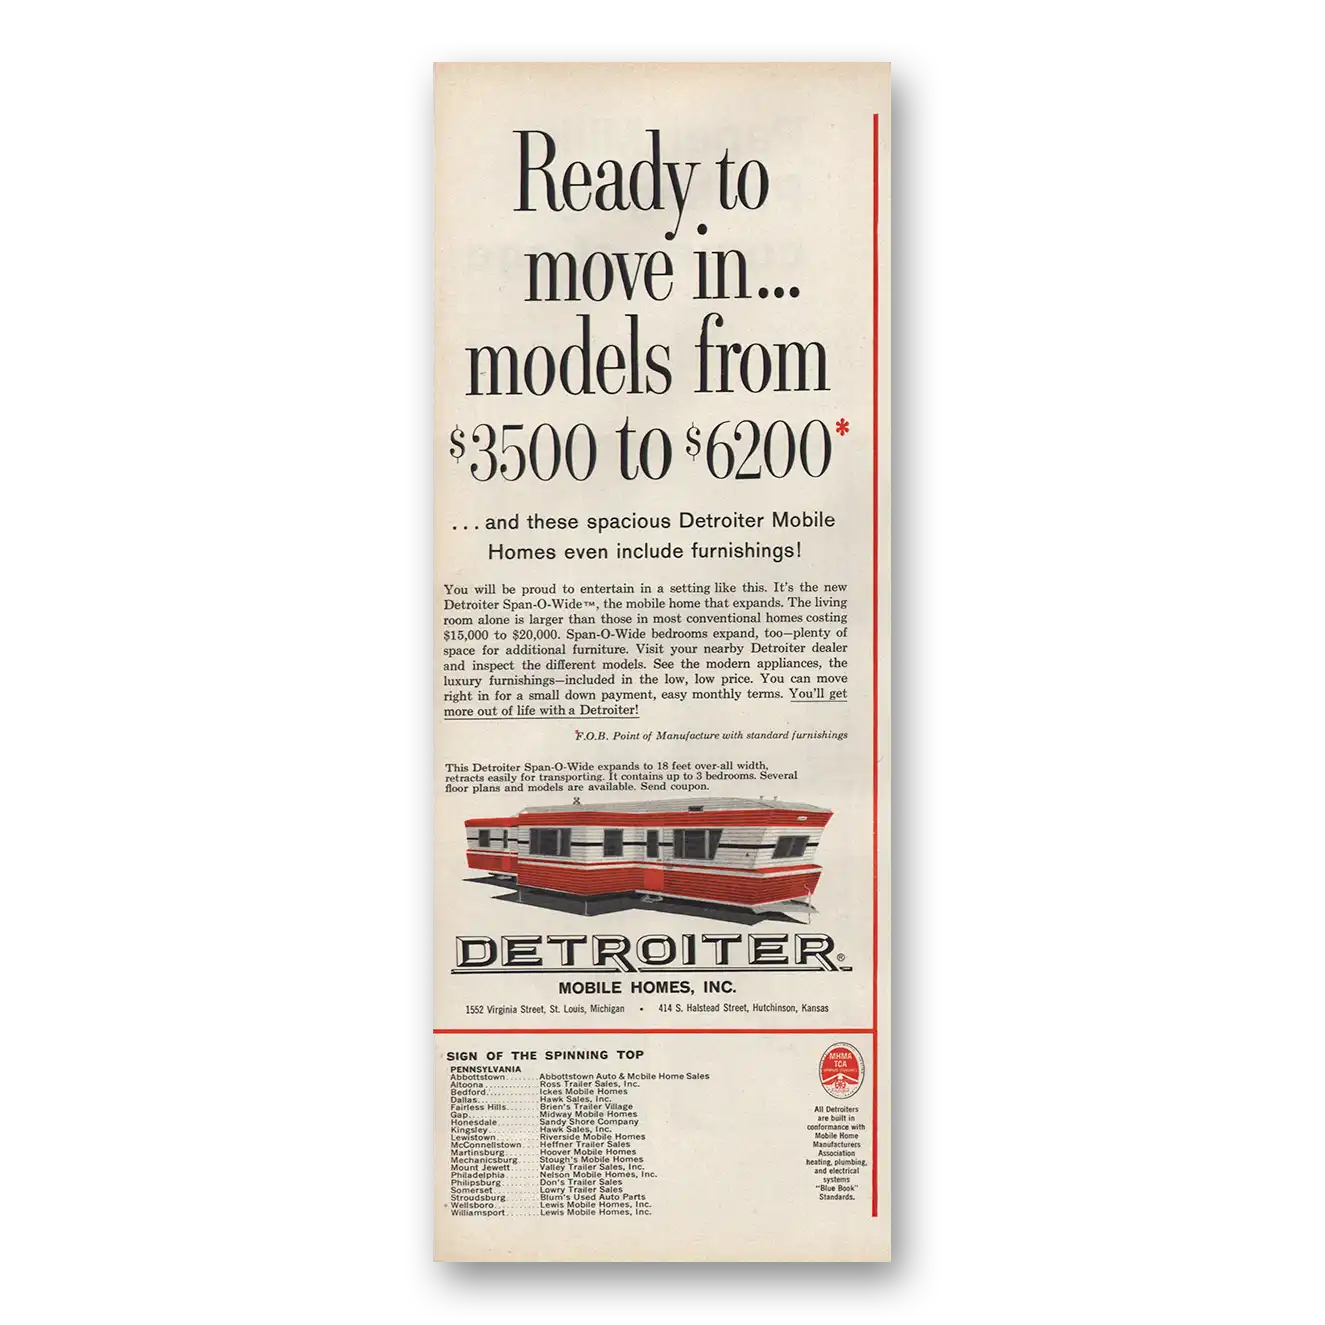 Ready to
move in...
models from
$3500 to $6200*
...and these spacious Detroiter Mobile
Homes even include furnishings!
You will be proud to entertain in a setting like this. It's the new
Detroiter Span-O-Wide™, the mobile home that expands. The living
room alone is larger than those in most conventional homes costing
$15,000 to $20,000. Span-O-Wide bedrooms expand, too—plenty of
space for additional furniture. Visit your nearby Detroiter dealer
and inspect the different models. See the modern appliances, the
luxury furnishings—included in the low, low price. You can move
right in for a small down payment, easy monthly terms. You'll get
more out of life with a Detroiter!
*F.O.B. Point of Manufacture with standard furnishings
This Detroiter Span-O-Wide expands to 18 feet over-all width,
retracts easily for transporting. It contains up to 3 bedrooms. Several
floor plans and models are available. Send coupon.
DETROITER®
MOBILE HOMES, INC.
1552 Virginia Street, St. Louis, Michigan • 414 S. Halstead Street, Hutchinson, Kansas
SIGN OF THE SPINNING TOP
PENNSYLVANIA
Abbottstown........Abbottstown Auto & Mobile Home Sales
Altoona............Ross Trailer Sales, Inc.
Bedford............Ickes Mobile Homes
Dallas.............Hawk Sales, Inc.
Fairless Hills.......Brien's Trailer Village
Gap................Midway Mobile Homes
Honesdale..........Sandy Shore Company
Kingsley...........Hawk Sales, Inc.
Lewistown..........Riverside Mobile Homes
McConnellstown....Heffner Trailer Sales
Martinsburg........Hoover Mobile Homes
Mechanicsburg.....Stough's Mobile Homes
Mount Jewett.......Valley Trailer Sales, Inc.
Philadelphia........Nelson Mobile Homes, Inc.
Philipsburg.........Don's Trailer Sales
Somerset...........Lowry Trailer Sales
Stroudsburg........Blum's Used Auto Parts
Wellsboro..........Lewis Mobile Homes, Inc.
Williamsport........Lewis Mobile Homes, Inc.
MHMA
TCA
All Detroiters
are built in
conformance with
Mobile Home
Manufacturers
Association
heating, plumbing,
and electrical
systems
"Blue Book"
Standards.